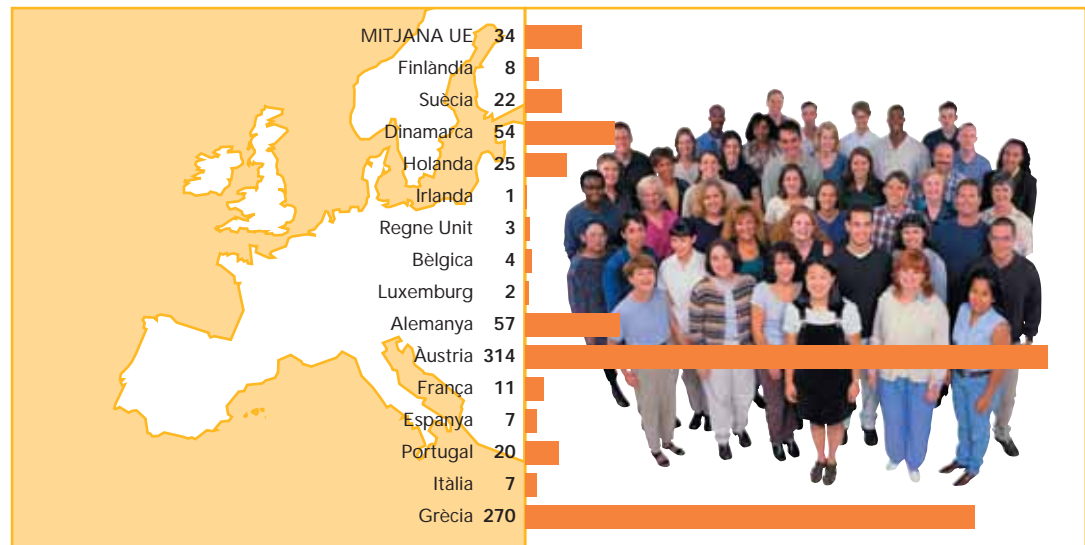 MITJANA UE 34
Finlàndia 8
Suècia 22
Dinamarca 54
Holanda 25
Irlanda 1
Regne Unit 3
Bèlgica 4
Luxemburg 2
Alemanya 57
Àustria 314
França 11
Espanya 7
Portugal 20
Itàlia 7
Grècia 270